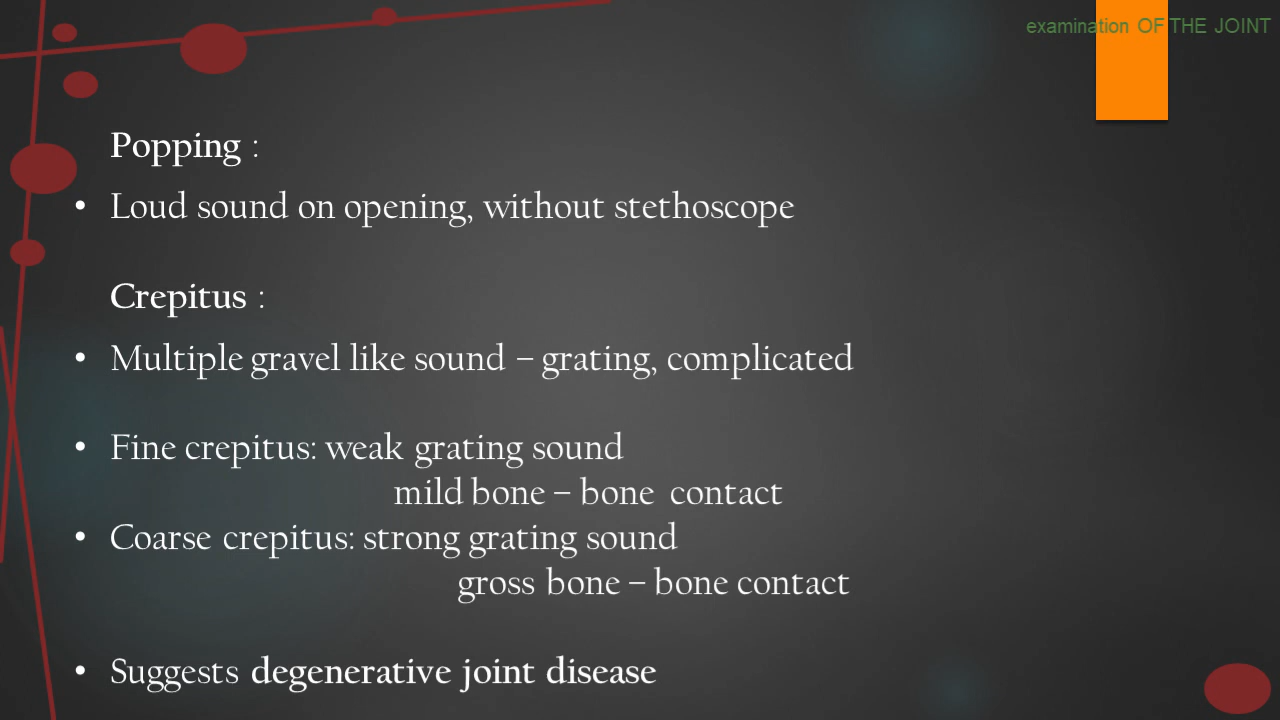 examination OF THE JOINT
Popping :
• Loud sound on opening, without stethoscope
Crepitus :
• Multiple gravel like sound – grating, complicated
• Fine crepitus: weak grating sound
mild bone – bone contact
• Coarse crepitus: strong grating sound
gross bone – bone contact
• Suggests degenerative joint disease